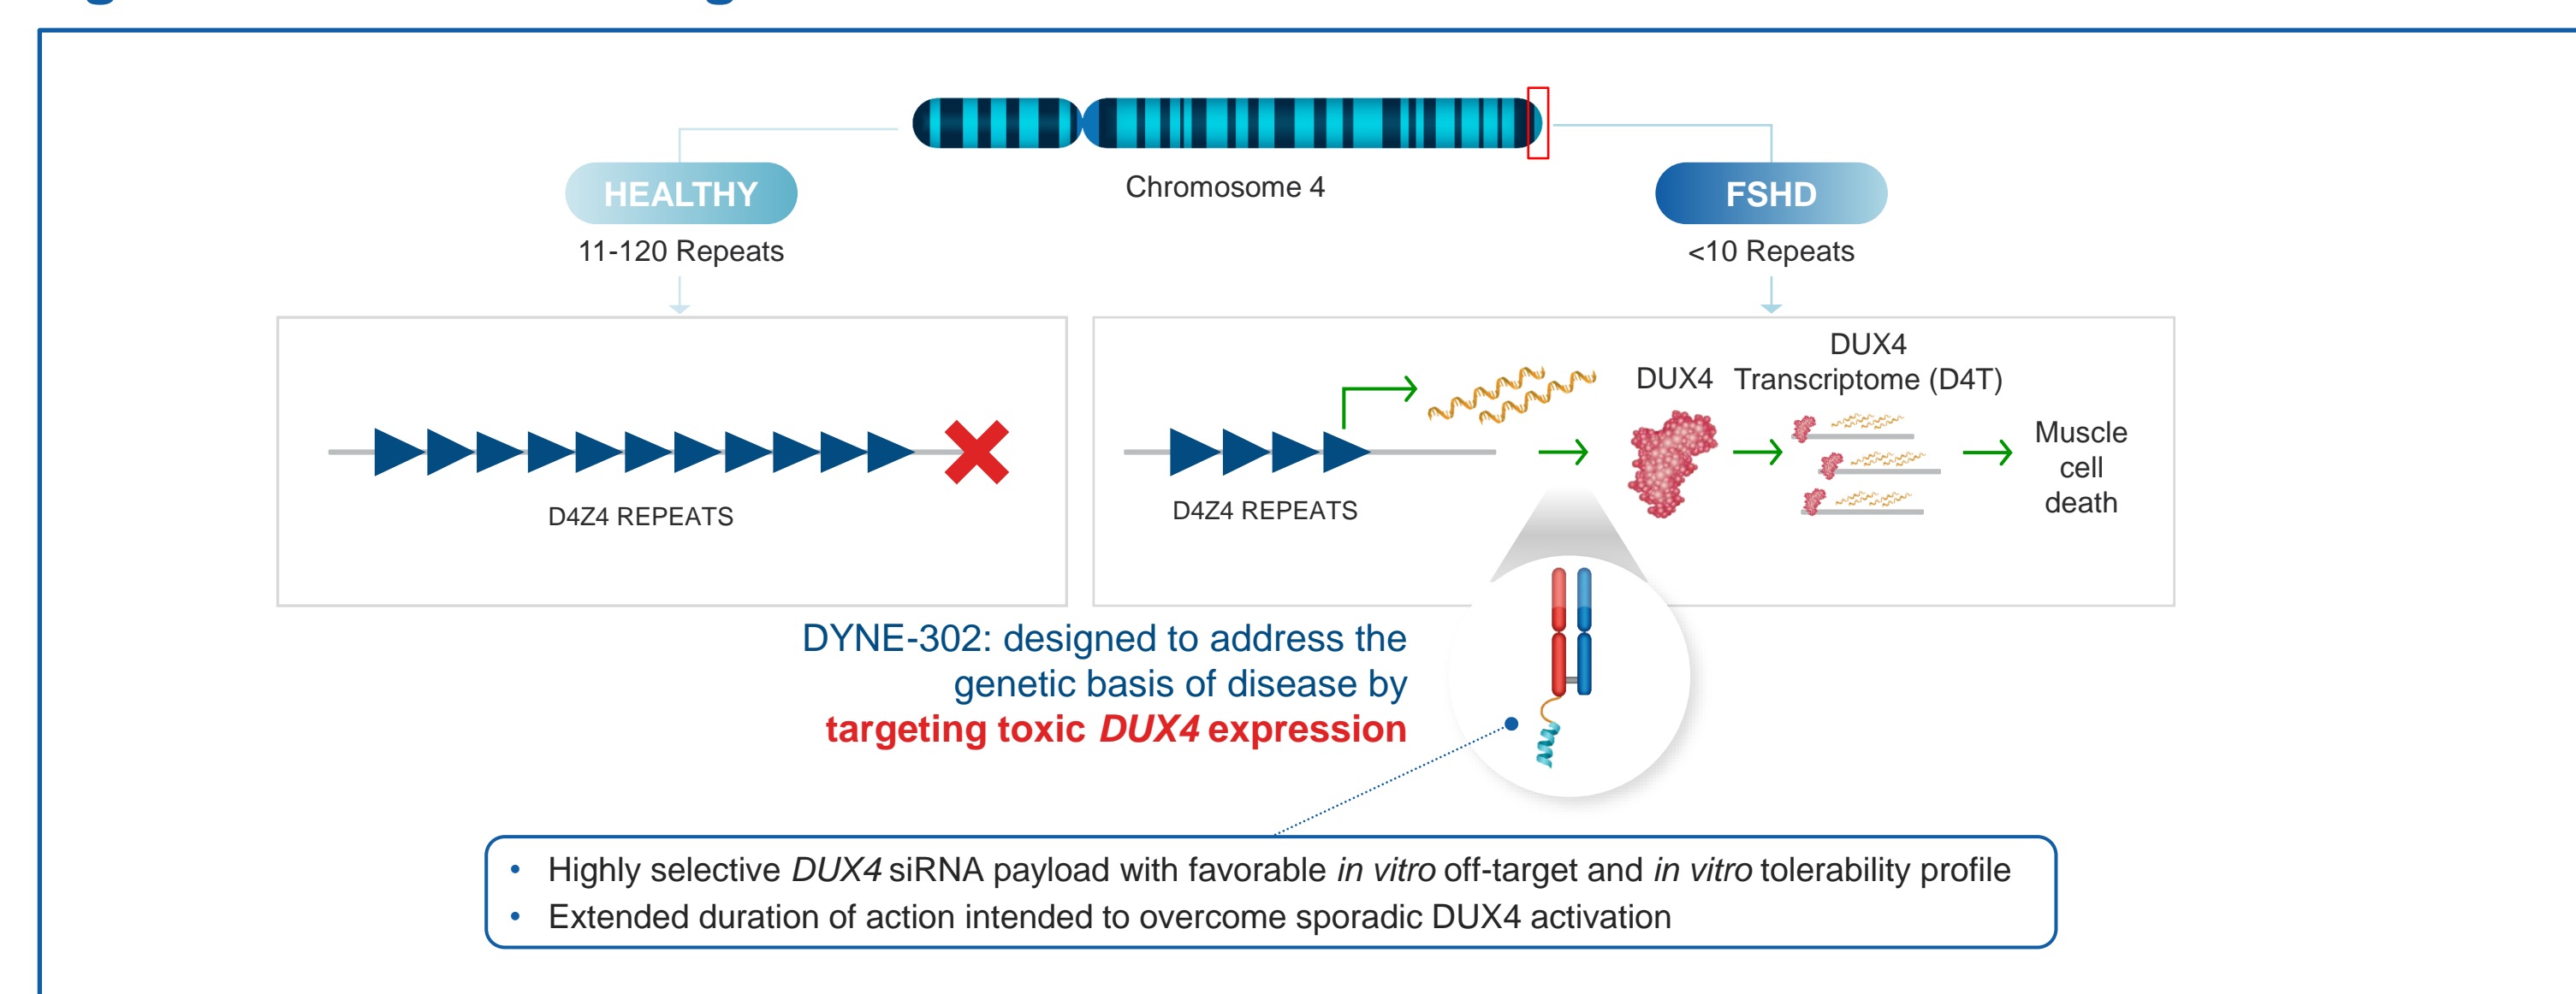 Chromosome 4
HEALTHY
11-120 Repeats
FSHD
<10 Repeats
D4Z4 REPEATS
D4Z4 REPEATS
DUX4
DUX4
Transcriptome (D4T)
Muscle
cell
death
DYNE-302: designed to address the
genetic basis of disease by
targeting toxic DUX4 expression
• Highly selective DUX4 siRNA payload with favorable in vitro off-target and in vitro tolerability profile
• Extended duration of action intended to overcome sporadic DUX4 activation